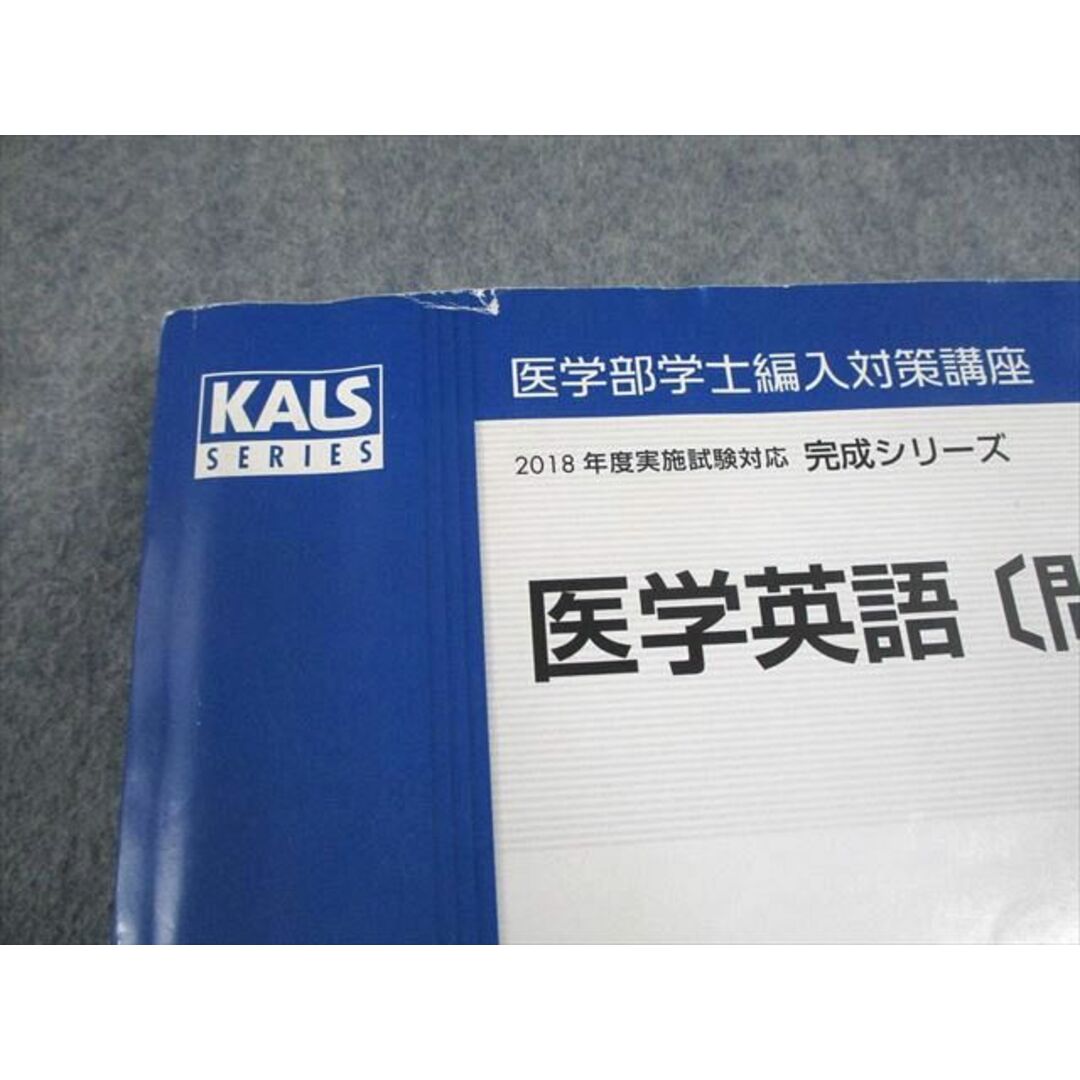 KALS
SERIES
医学部学士編入対策講座
2018 年度実施試験対応 完成シリーズ
医学英語〔